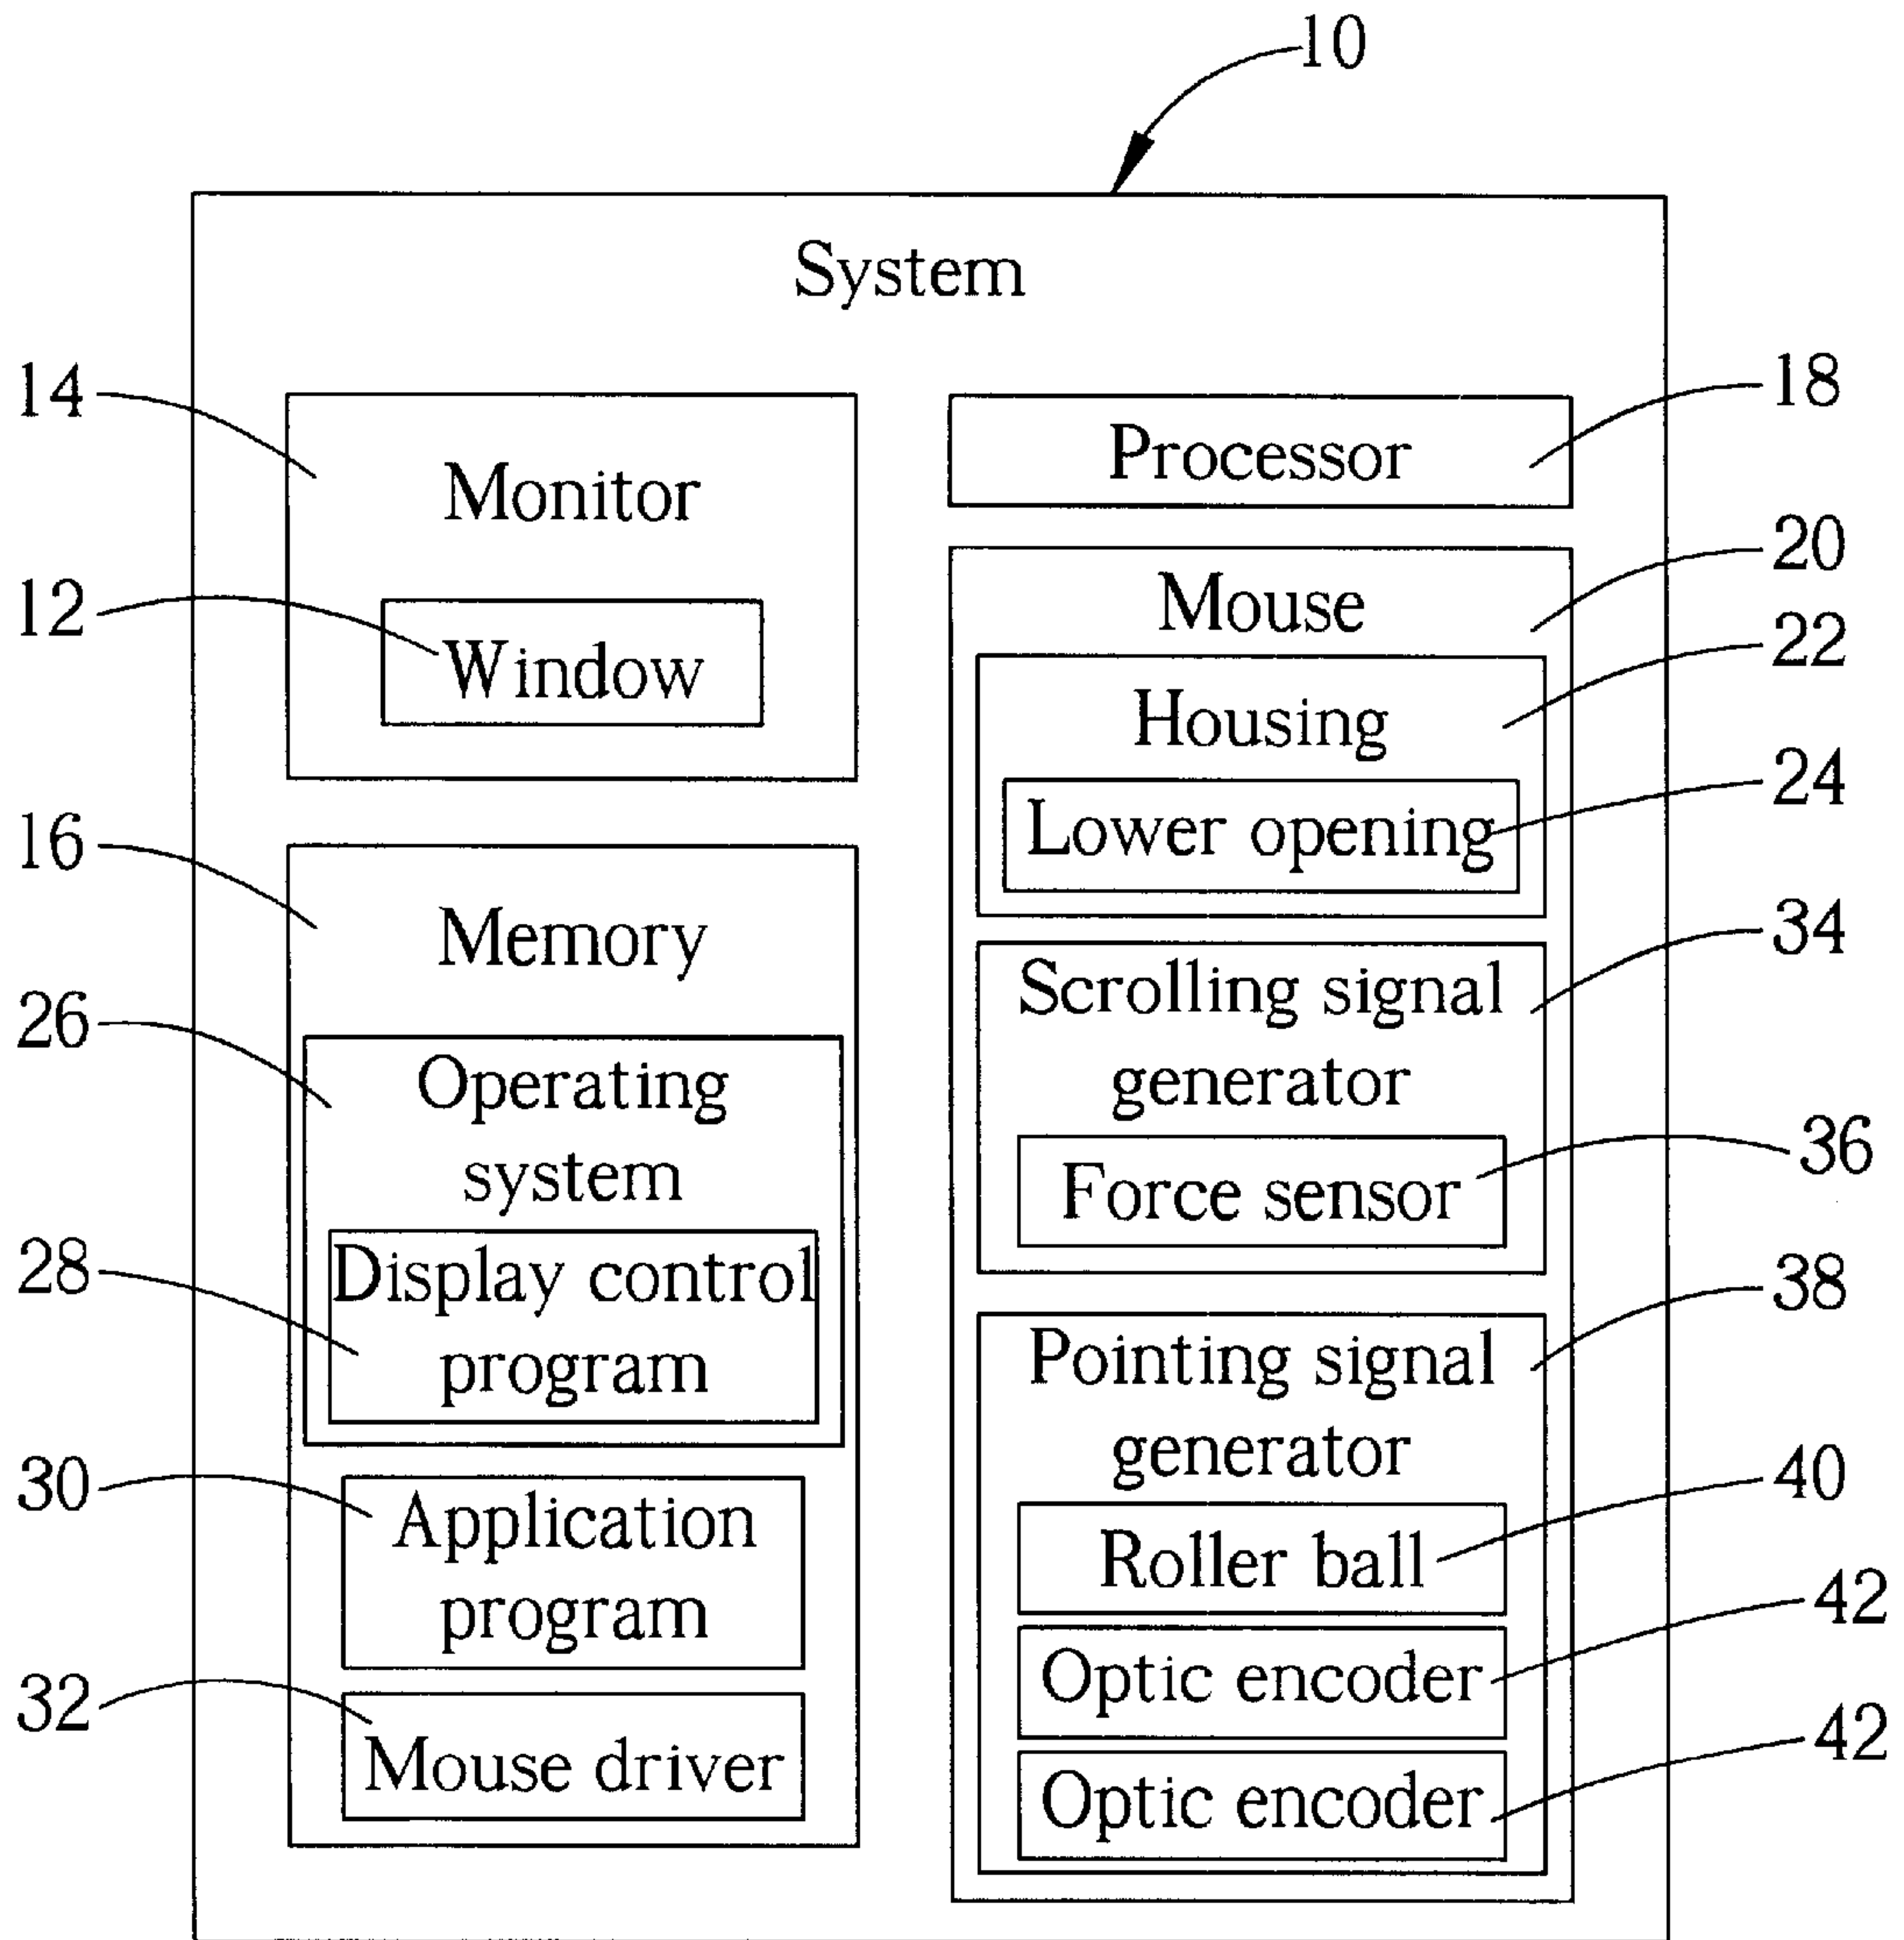 10
System
14
Monitor
12
Window
16
Memory
26
Operating
system
28
Display control
program
30
Application
program
32
Mouse driver
18
Processor
20
Mouse
22
Housing
24
Lower opening
34
Scrolling signal
generator
36
Force sensor
38
Pointing signal
generator
40
Roller ball
42
Optic encoder
42
Optic encoder